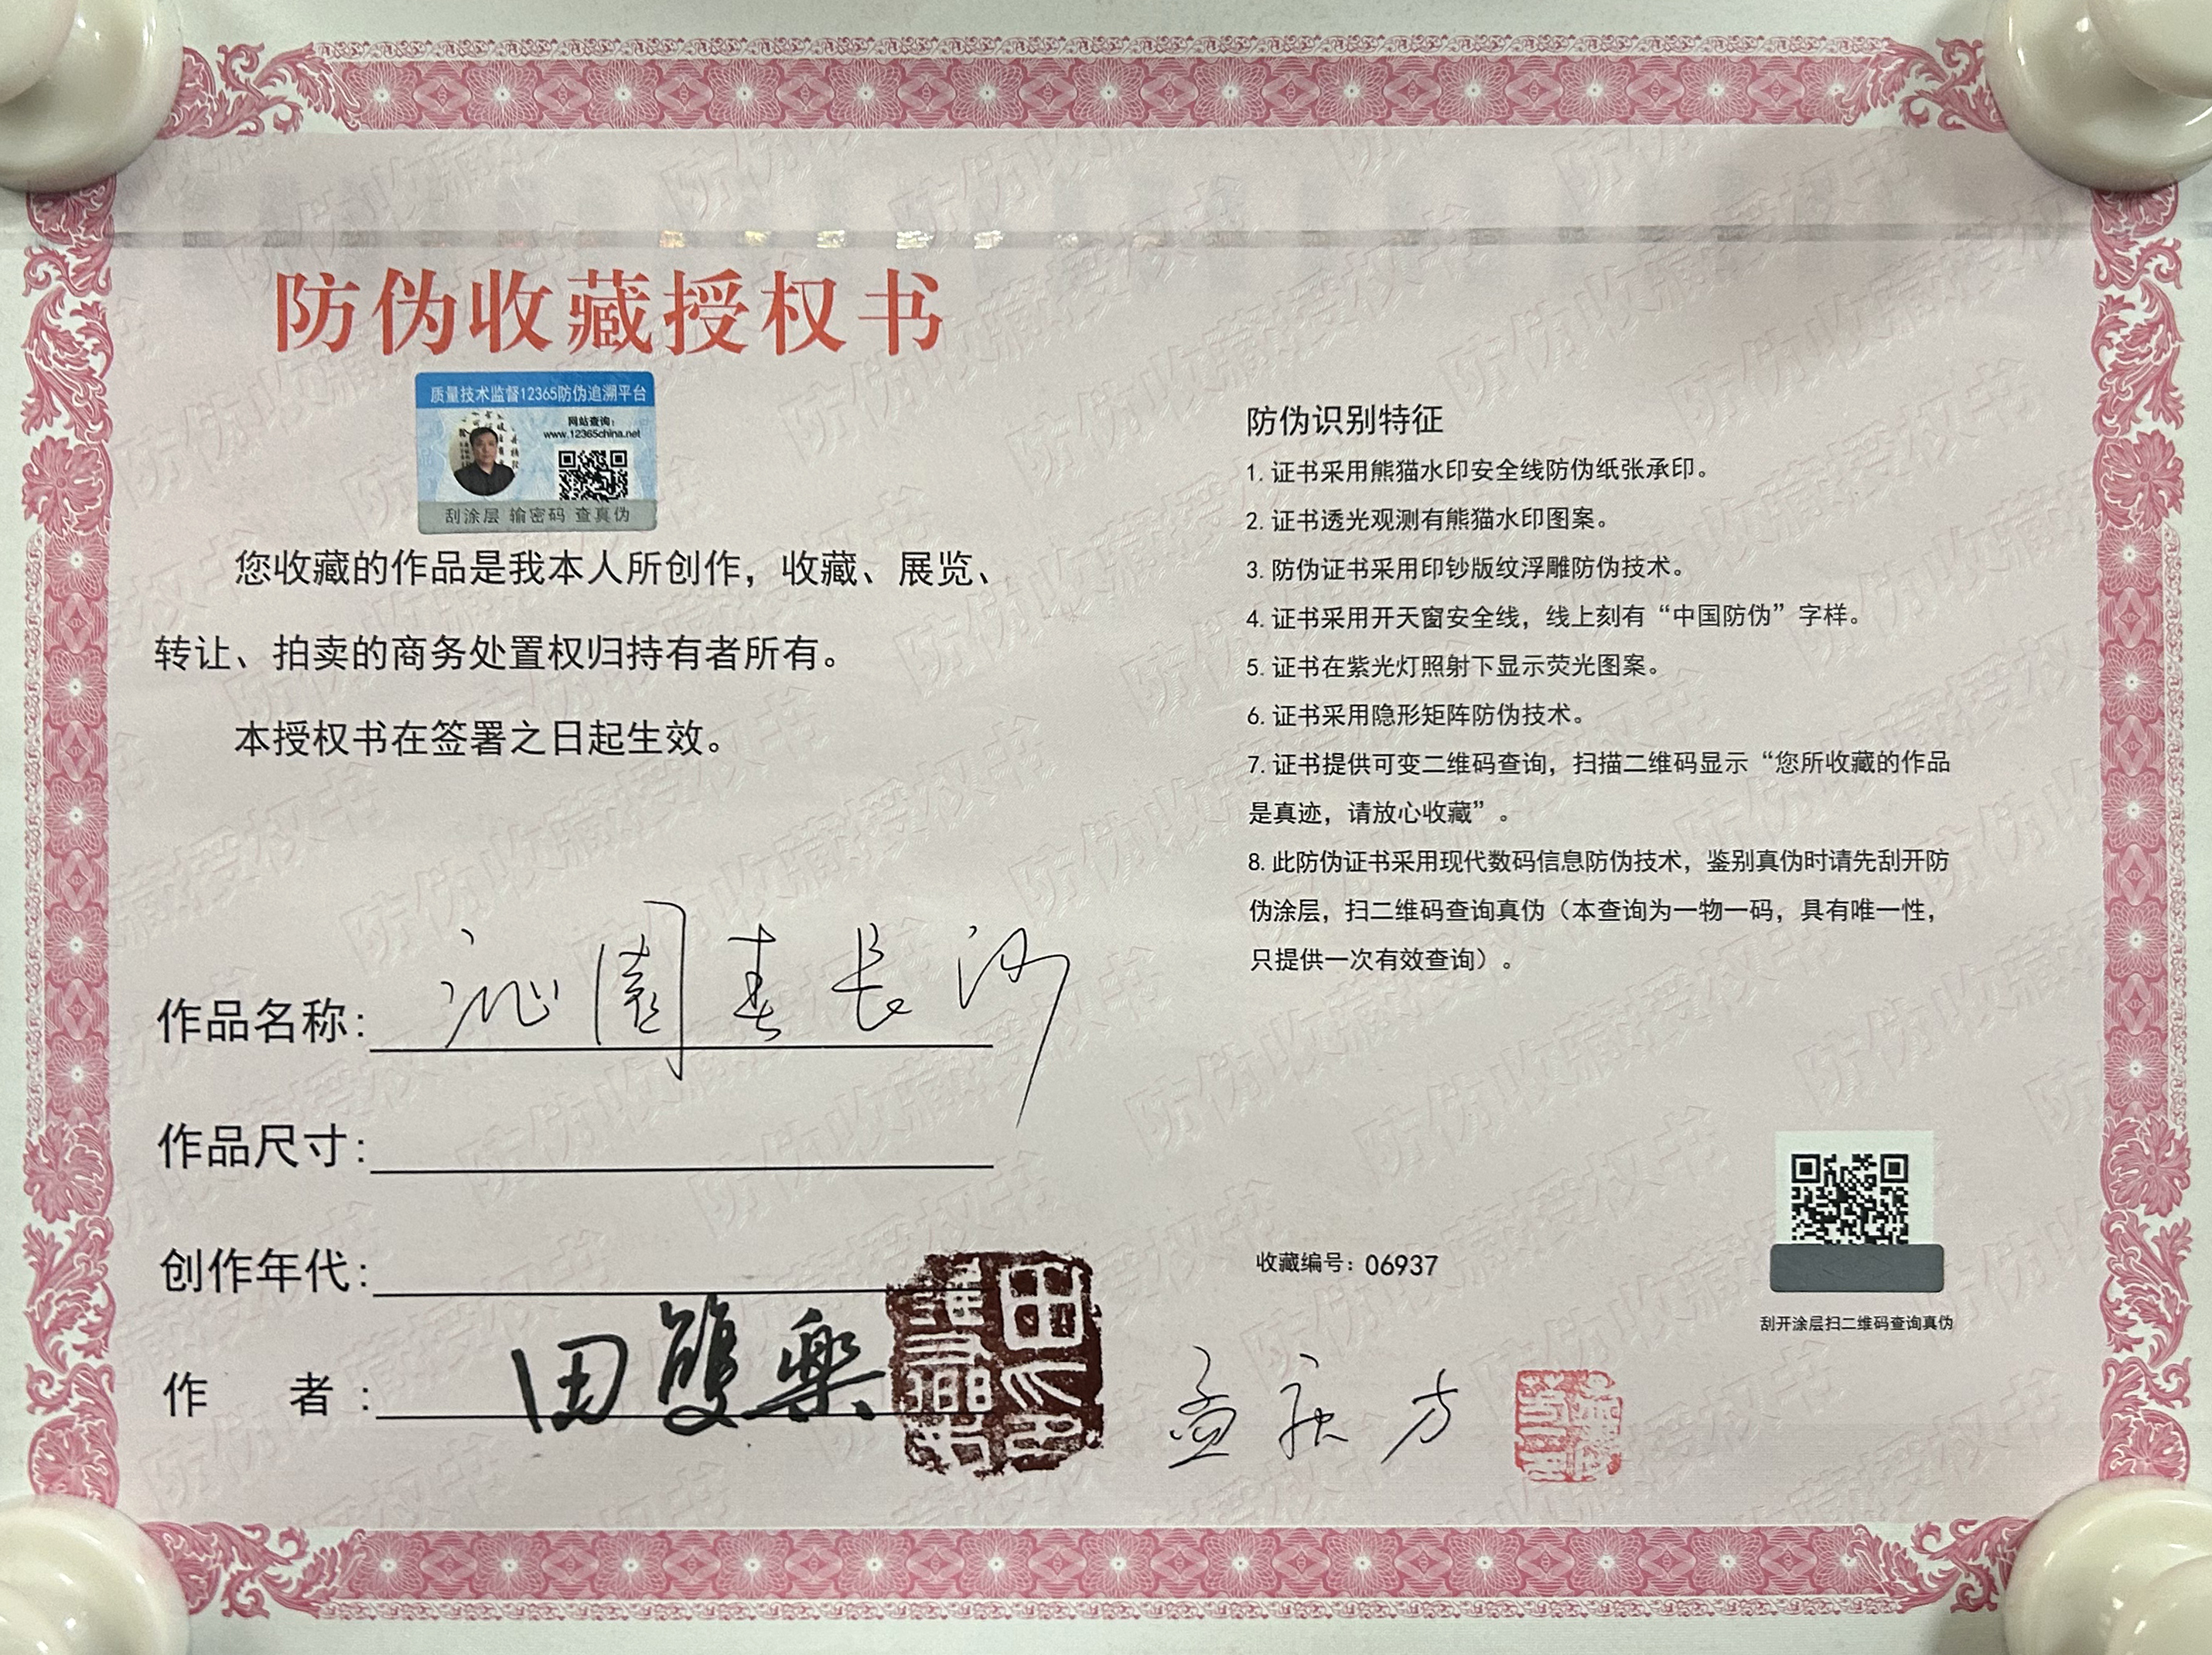 防伪收藏授权书
质量技术监督12365防伪追溯平台
网站查询:
www.12365china.net
刮涂层 输密码 查真伪
您收藏的作品是我本人所创作，收藏、展览、
转让、拍卖的商务处置权归持有者所有。
本授权书在签署之日起生效。
作品名称: 沁園春长沙
作品尺寸:
创作年代:
作 者: 田雙樂
防伪识别特征
1.证书采用熊猫水印安全线防伪纸张承印。
2.证书透光观测有熊猫水印图案。
3.防伪证书采用印钞版纹浮雕防伪技术。
4.证书采用开天窗安全线，线上刻有“中国防伪”字样。
5.证书在紫光灯照射下显示荧光图案。
6.证书采用隐形矩阵防伪技术。
7.证书提供可变二维码查询，扫描二维码显示“您所收藏的作品
是真迹，请放心收藏”。
8.此防伪证书采用现代数码信息防伪技术，鉴别真伪时请先刮开防
伪涂层，扫二维码查询真伪（本查询为一物一码，具有唯一性，
只提供一次有效查询）。
收藏编号：06937
刮开涂层扫二维码查询真伪